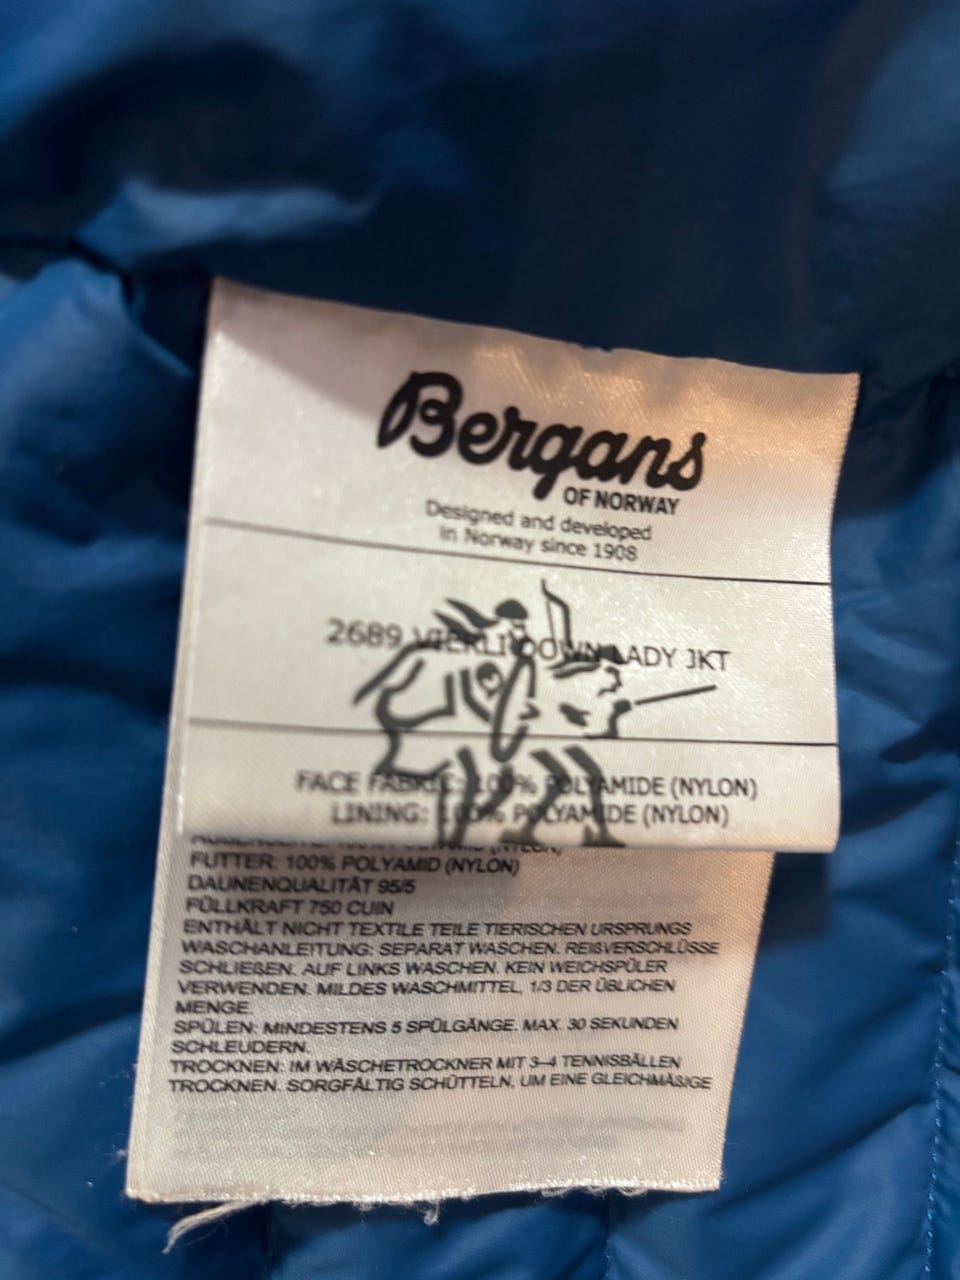 Bergans
OF NORWAY
Designed and developed
in Norway since 1908
2689 VIERLI DOWN LADY JKT
FACE FABRIC: 100% POLYAMIDE (NYLON)
LINING: 100% POLYAMIDE (NYLON)
FUTTER: 100% POLYAMID (NYLON)
DAUNENQUALITÄT 95/5
FÜLLKRAFT 750 CUIN
ENTHÄLT NICHT TEXTILE TEILE TIERISCHEN URSPRUNGS
WASCHANLEITUNG: SEPARAT WASCHEN. REIßVERSCHLÜSSE
SCHLIEßEN. AUF LINKS WASCHEN. KEIN WEICHSPÜLER
VERWENDEN. MILDES WASCHMITTEL, 1/3 DER ÜBLICHEN
MENGE.
SPÜLEN: MINDESTENS 5 SPÜLGÄNGE. MAX. 30 SEKUNDEN
SCHLEUDERN.
TROCKNEN: IM WÄSCHETROCKNER MIT 3–4 TENNISBÄLLEN
TROCKNEN. SORGFÄLTIG SCHÜTTELN, UM EINE GLEICHMÄßIGE